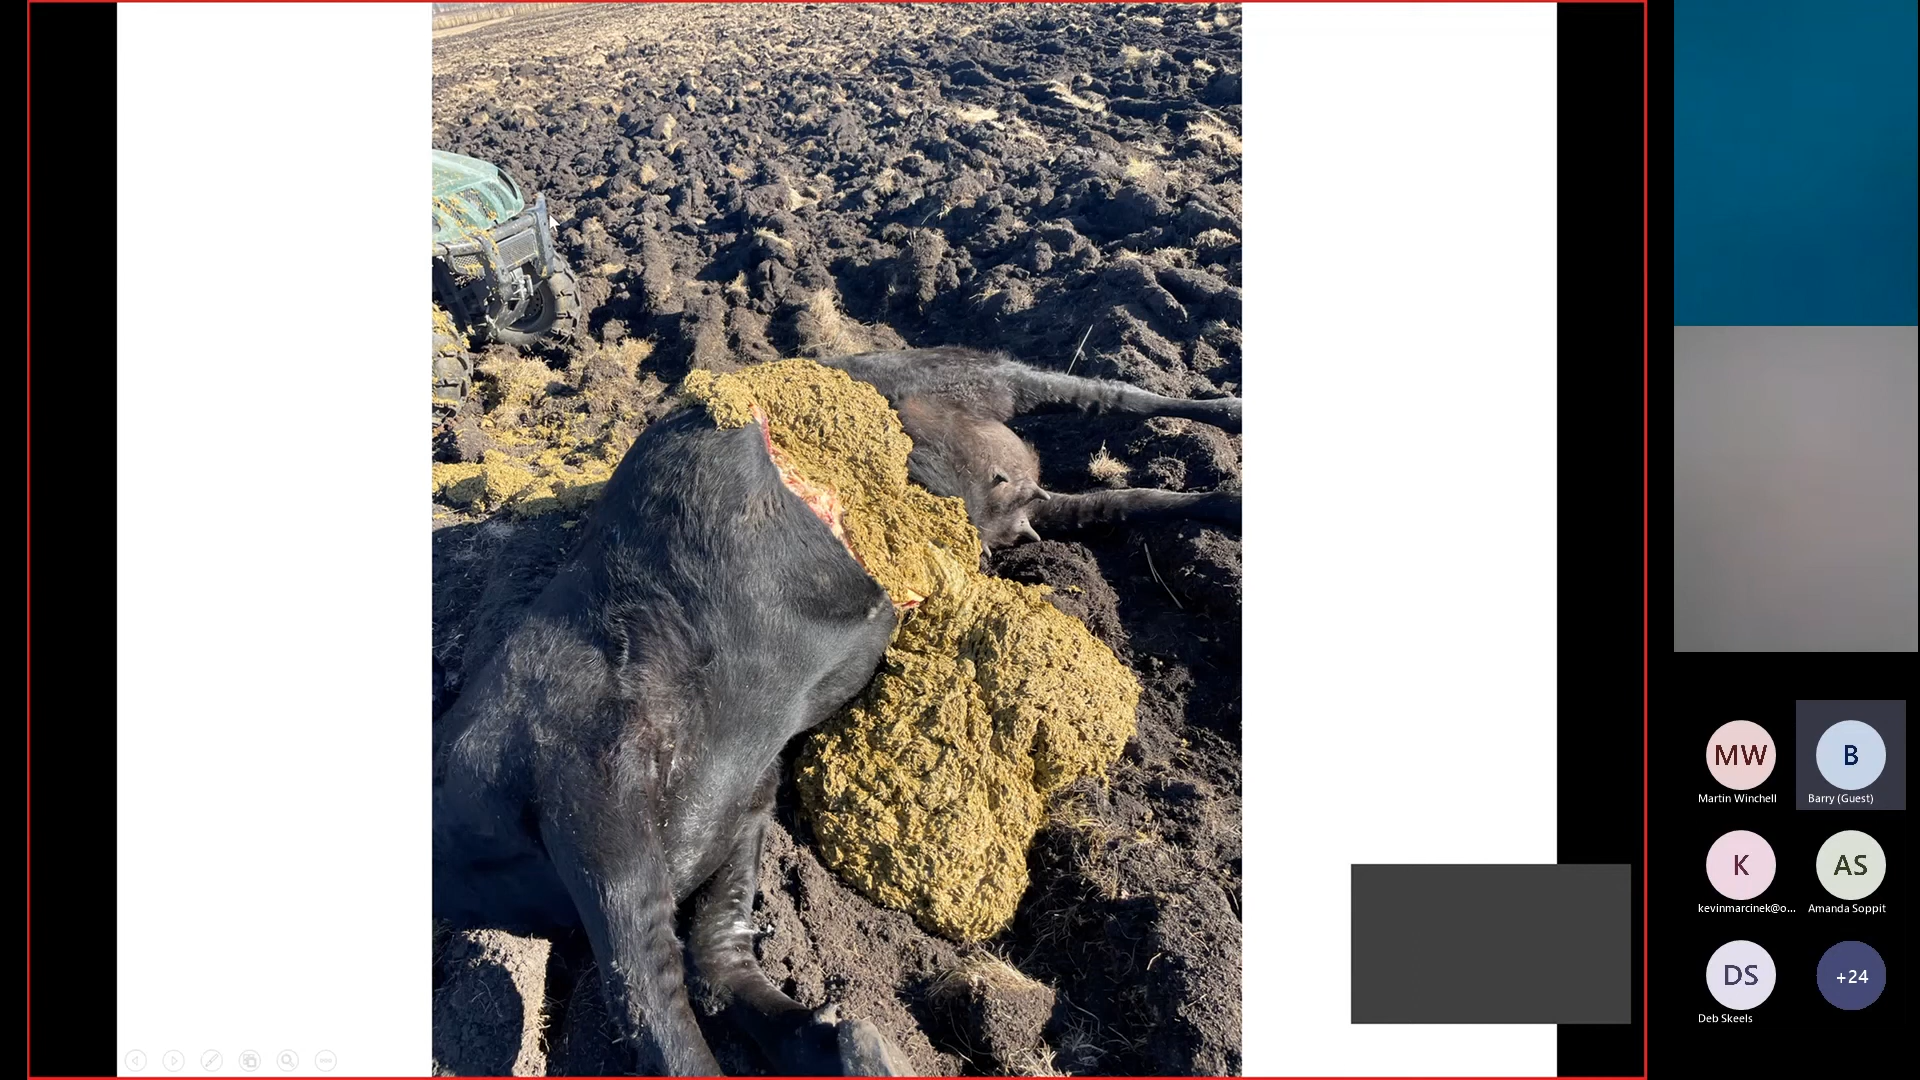 MW
Martin Winchell
B
Barry (Guest)
K
kevinmarcinek@o...
AS
Amanda Soppit
DS
Deb Skeels
+24